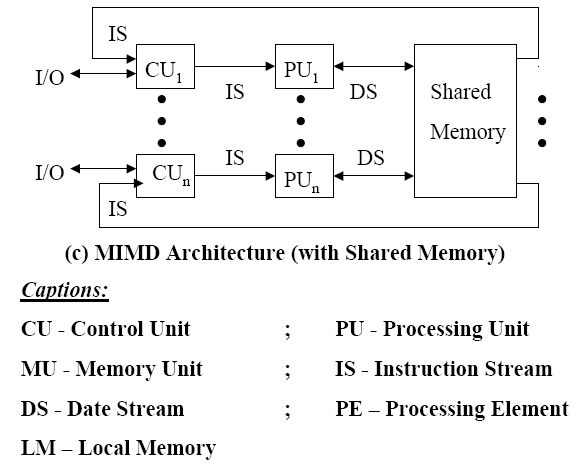 IS
I/O CU1 IS PU1 DS Shared
Memory
I/O CUn IS PUn DS
IS
(c) MIMD Architecture (with Shared Memory)
Captions:
CU - Control Unit ; PU - Processing Unit
MU - Memory Unit ; IS - Instruction Stream
DS - Date Stream ; PE – Processing Element
LM – Local Memory